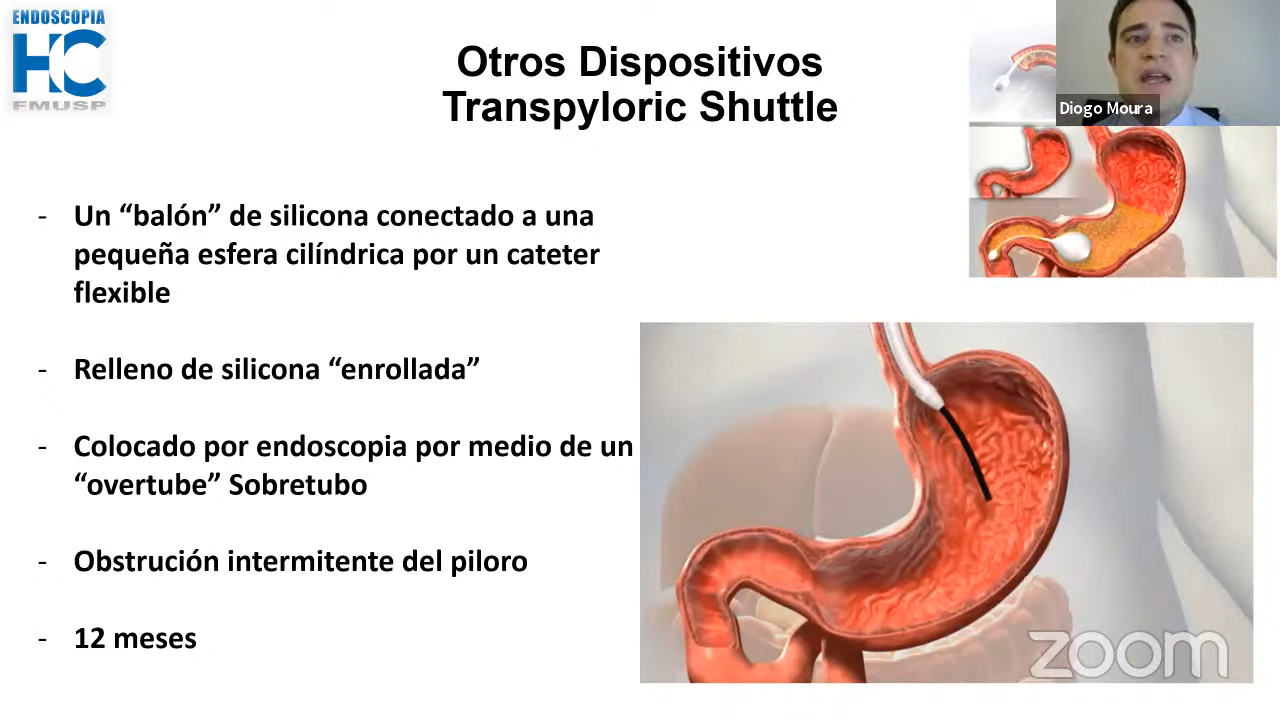 ENDOSCOPIA
HC
FMUSP
Otros Dispositivos
Transpyloric Shuttle
Diogo Moura
- Un “balón” de silicona conectado a una
pequeña esfera cilíndrica por un cateter
flexible
- Relleno de silicona “enrollada”
- Colocado por endoscopia por medio de un
“overtube” Sobretubo
- Obstrución intermitente del piloro
- 12 meses
zoom